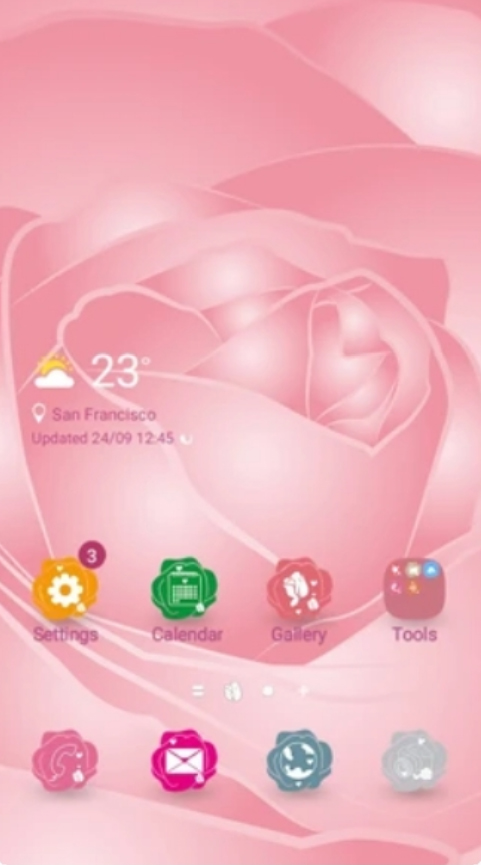 23°
San Francisco
Updated 24/09 12:45
3
Settings
Calendar
Gallery
Tools